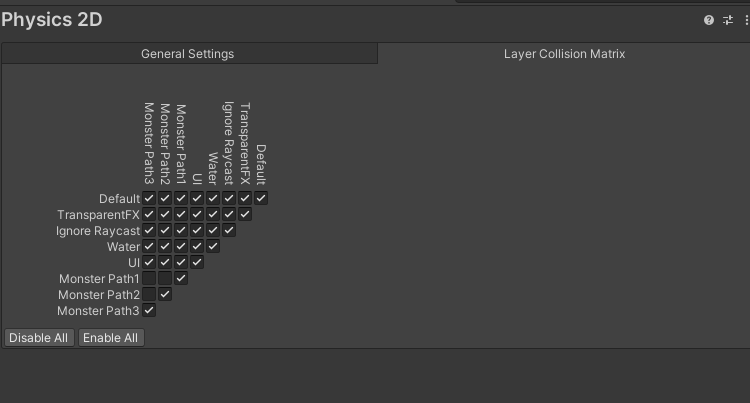 Physics 2D
General Settings
Layer Collision Matrix
Monster Path3
Monster Path2
Monster Path1
UI
Water
Ignore Raycast
TransparentFX
Default
Default
TransparentFX
Ignore Raycast
Water
UI
Monster Path1
Monster Path2
Monster Path3
Disable All
Enable All